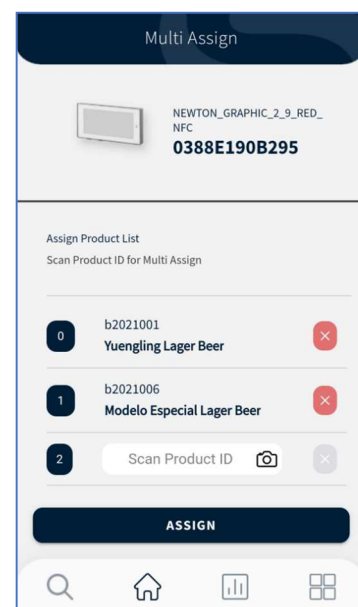 Multi Assign
NEWTON_GRAPHIC_2_9_RED_
NFC
0388E190B295
Assign Product List
Scan Product ID for Multi Assign
0
b2021001
Yuengling Lager Beer
1
b2021006
Modelo Especial Lager Beer
2
Scan Product ID
ASSIGN